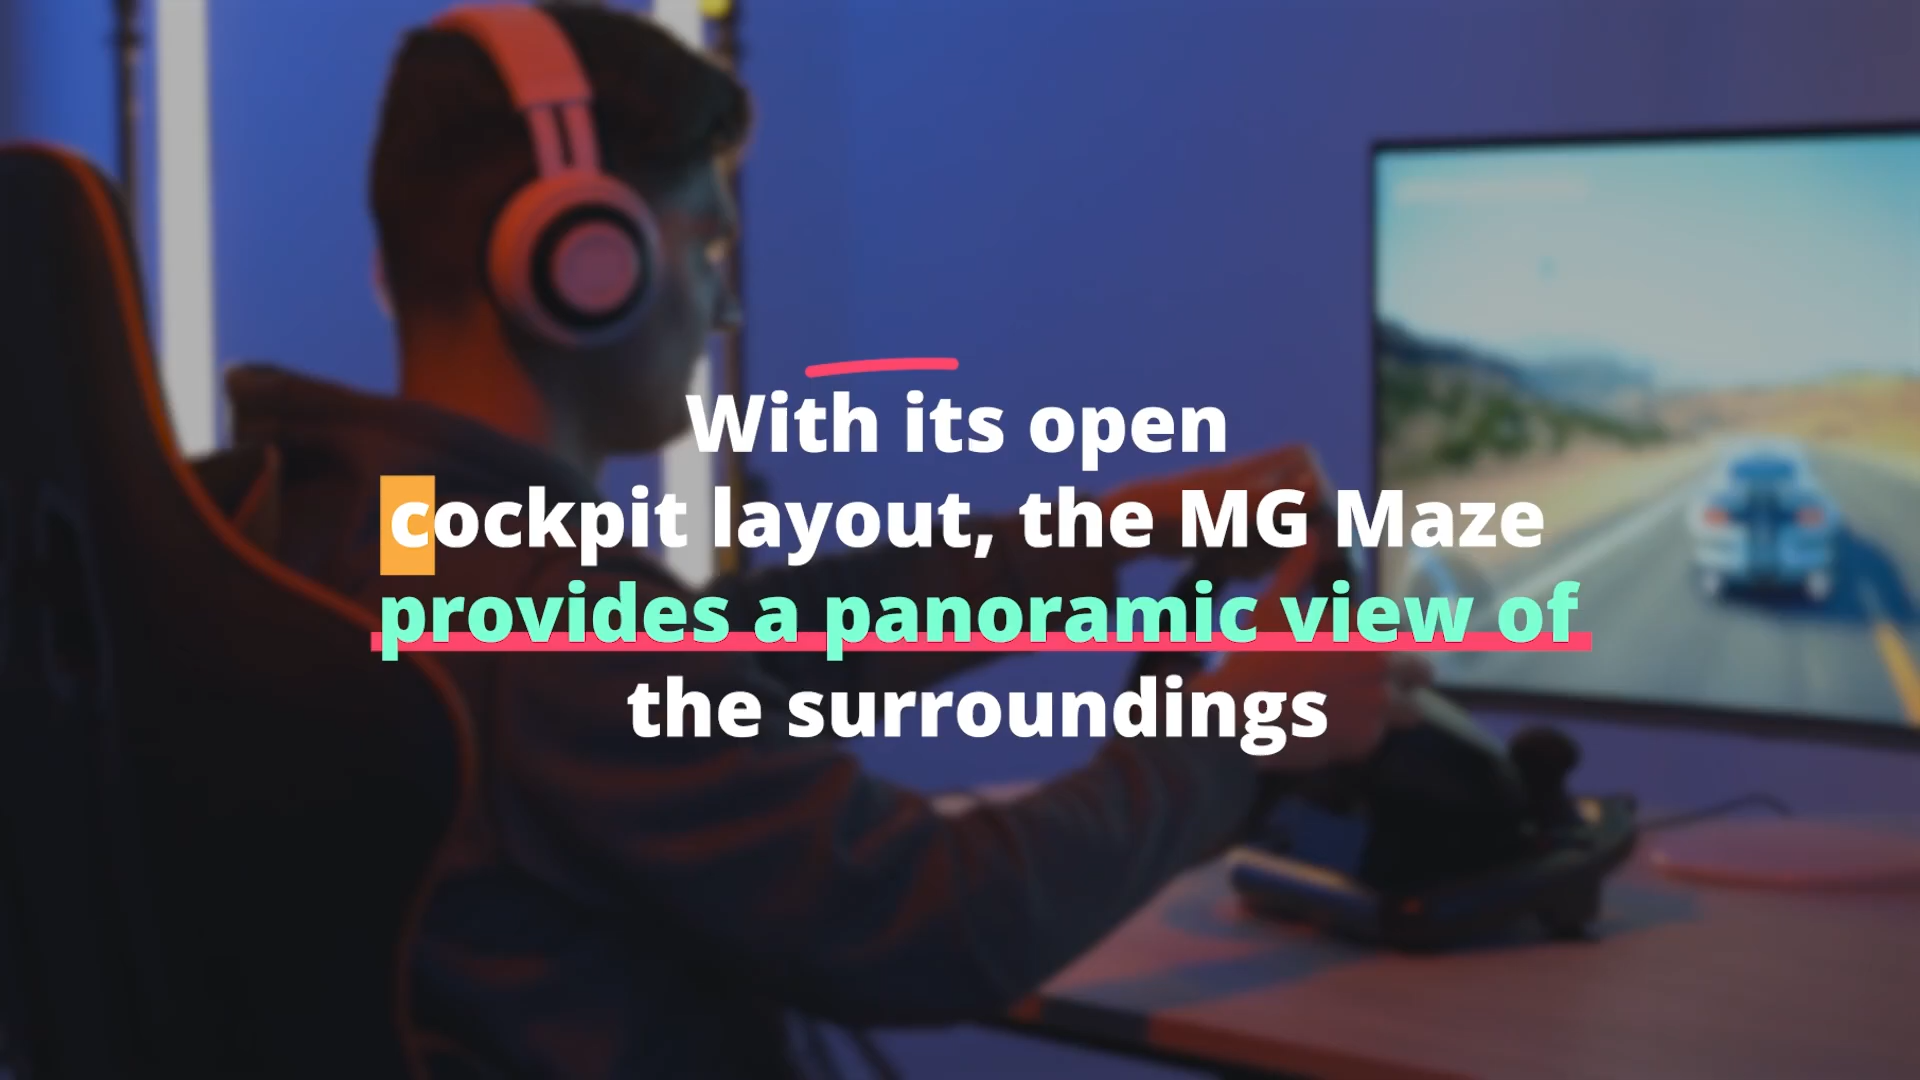 With its open
cockpit layout, the MG Maze
provides a panoramic view of
the surroundings